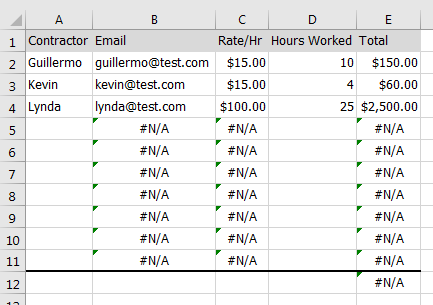 A B C D E
1 Contractor Email Rate/Hr Hours Worked Total
2 Guillermo guillermo@test.com $15.00 10 $150.00
3 Kevin kevin@test.com $15.00 4 $60.00
4 Lynda lynda@test.com $100.00 25 $2,500.00
5 #N/A #N/A #N/A
6 #N/A #N/A #N/A
7 #N/A #N/A #N/A
8 #N/A #N/A #N/A
9 #N/A #N/A #N/A
10 #N/A #N/A #N/A
11 #N/A #N/A #N/A
12 #N/A